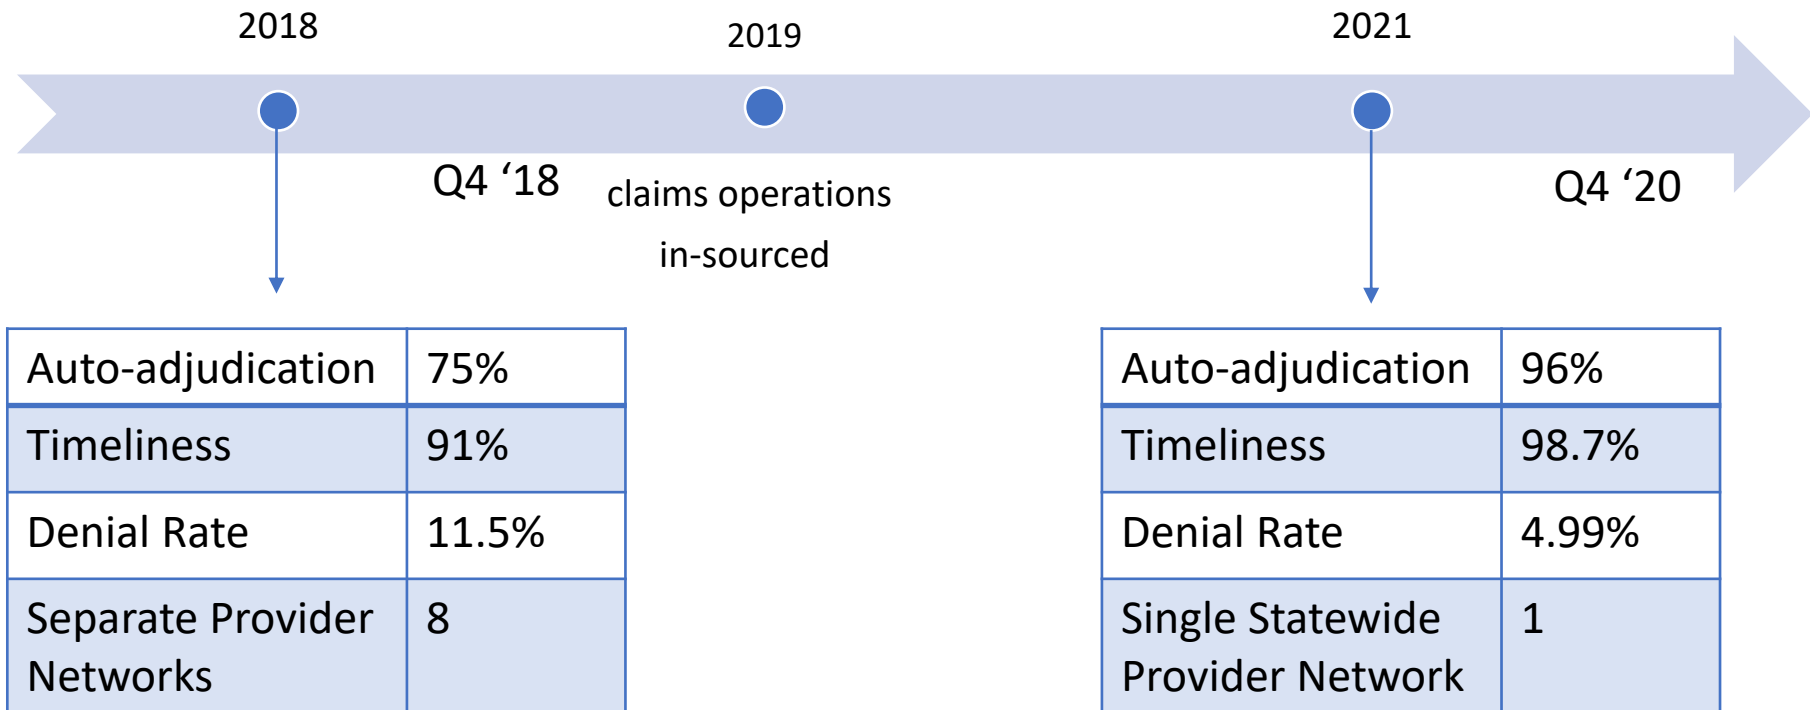 2018
2019
2021
Q4 ‘18
claims operations
in-sourced
Q4 ‘20
Auto-adjudication 75%
Timeliness 91%
Denial Rate 11.5%
Separate Provider 8
Networks
Auto-adjudication 96%
Timeliness 98.7%
Denial Rate 4.99%
Single Statewide 1
Provider Network